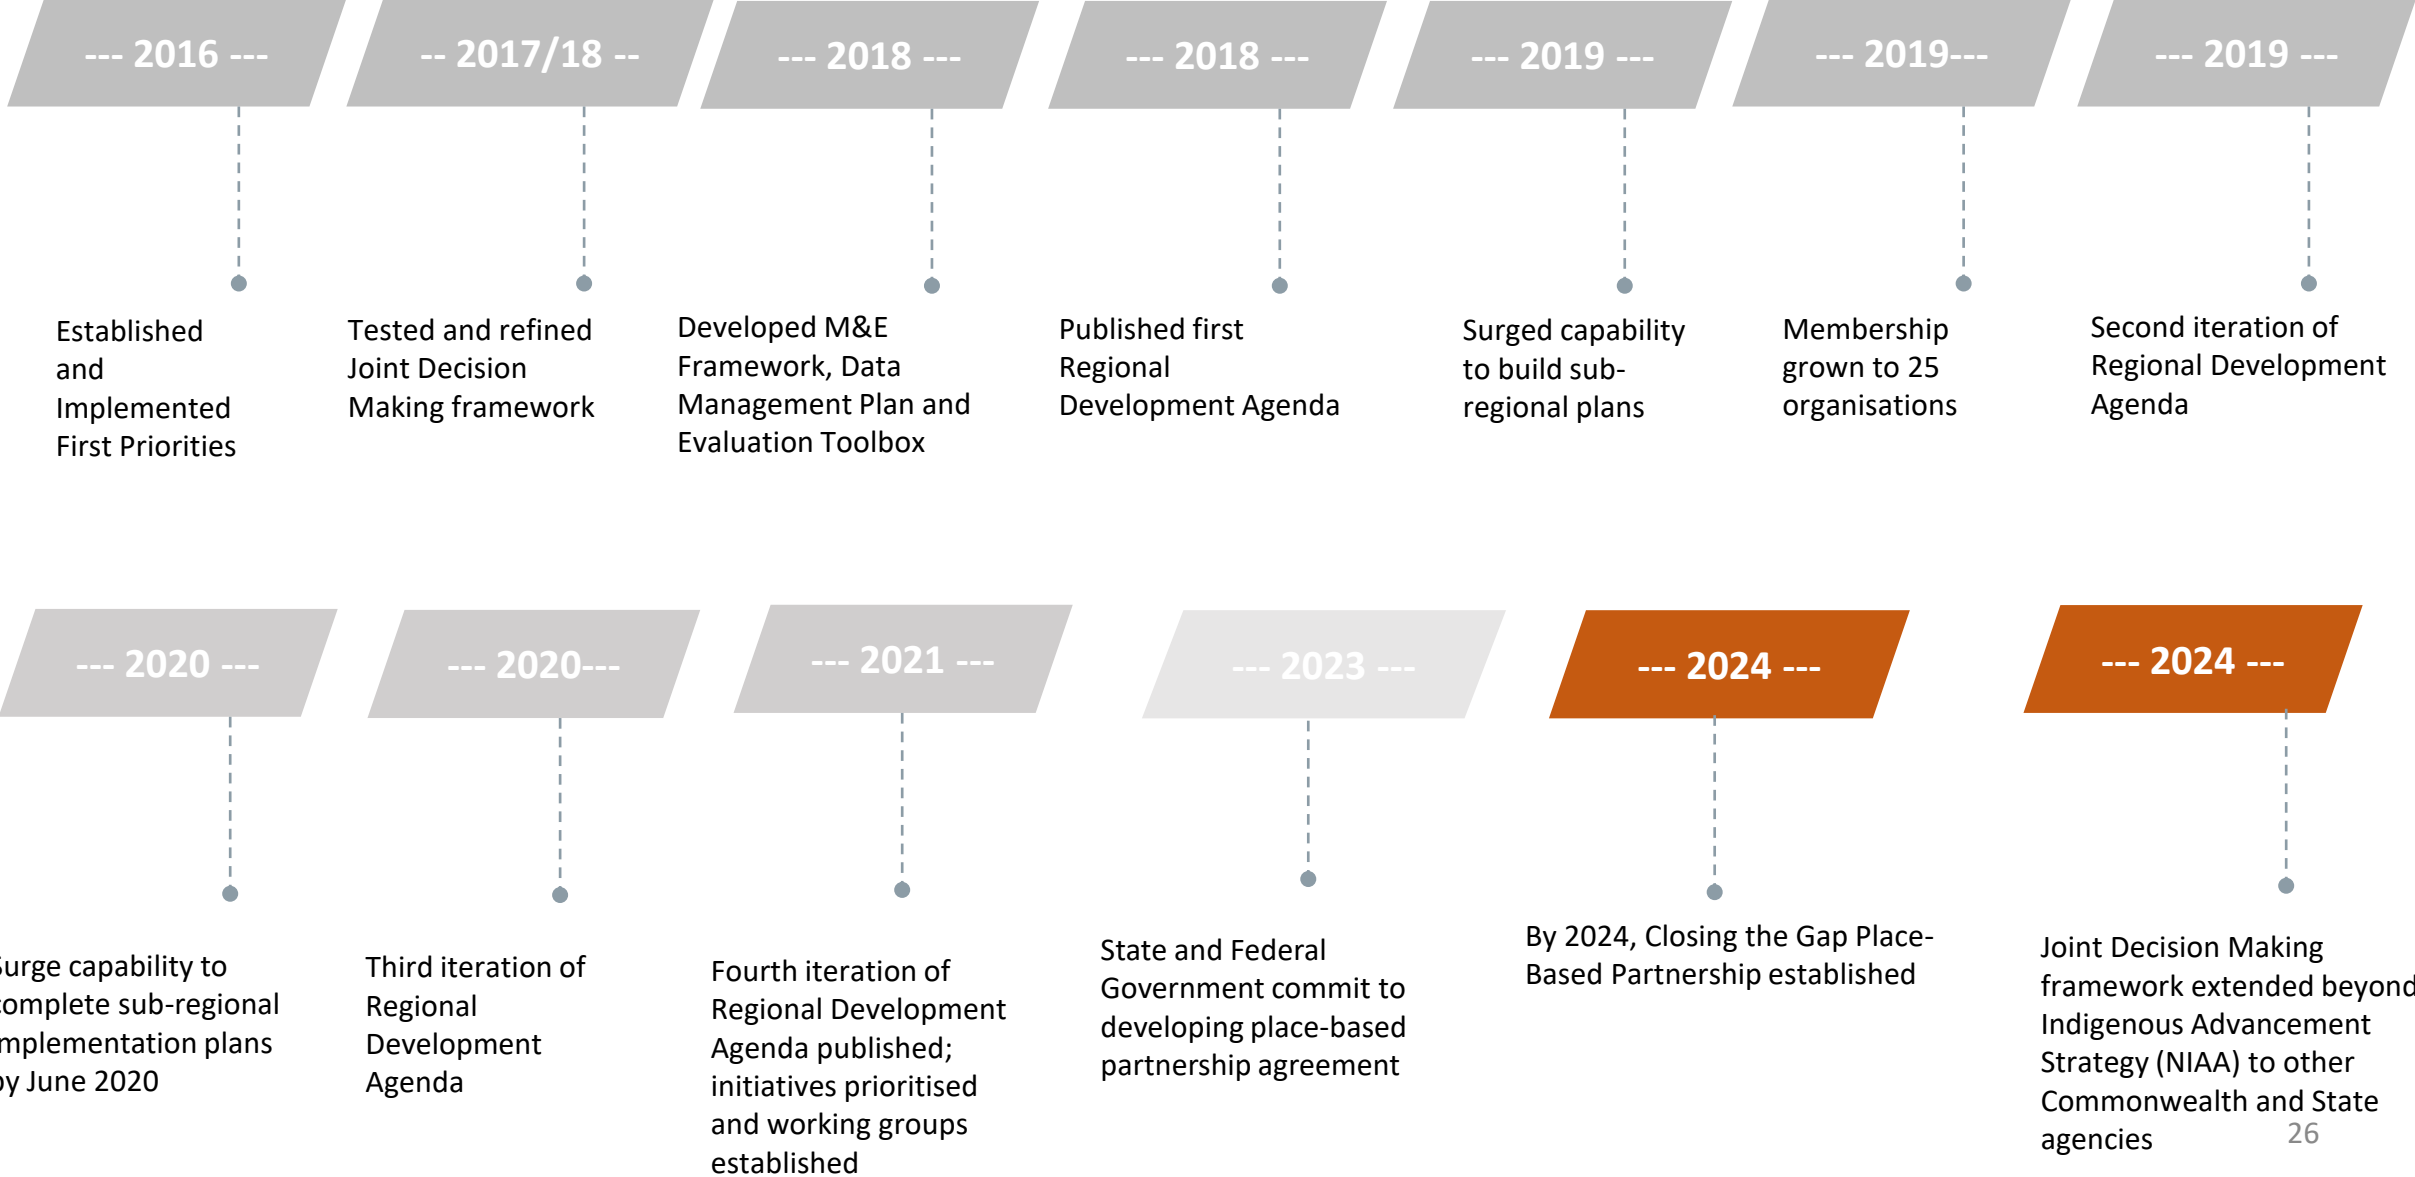 --- 2016 ---
-- 2017/18 --
--- 2018 ---
--- 2018 ---
--- 2019 ---
--- 2019---
--- 2019 ---
Established
and
Implemented
First Priorities
Tested and refined
Joint Decision
Making framework
Developed M&E
Framework, Data
Management Plan and
Evaluation Toolbox
Published first
Regional
Development Agenda
Surged capability
to build sub-
regional plans
Membership
grown to 25
organisations
Second iteration of
Regional Development
Agenda
--- 2020 ---
--- 2020---
--- 2021 ---
--- 2023 ---
--- 2024 ---
--- 2024 ---
Surge capability to
complete sub-regional
implementation plans
by June 2020
Third iteration of
Regional
Development
Agenda
Fourth iteration of
Regional Development
Agenda published;
initiatives prioritised
and working groups
established
State and Federal
Government commit to
developing place-based
partnership agreement
By 2024, Closing the Gap Place-
Based Partnership established
Joint Decision Making
framework extended beyond
Indigenous Advancement
Strategy (NIAA) to other
Commonwealth and State
agencies
26